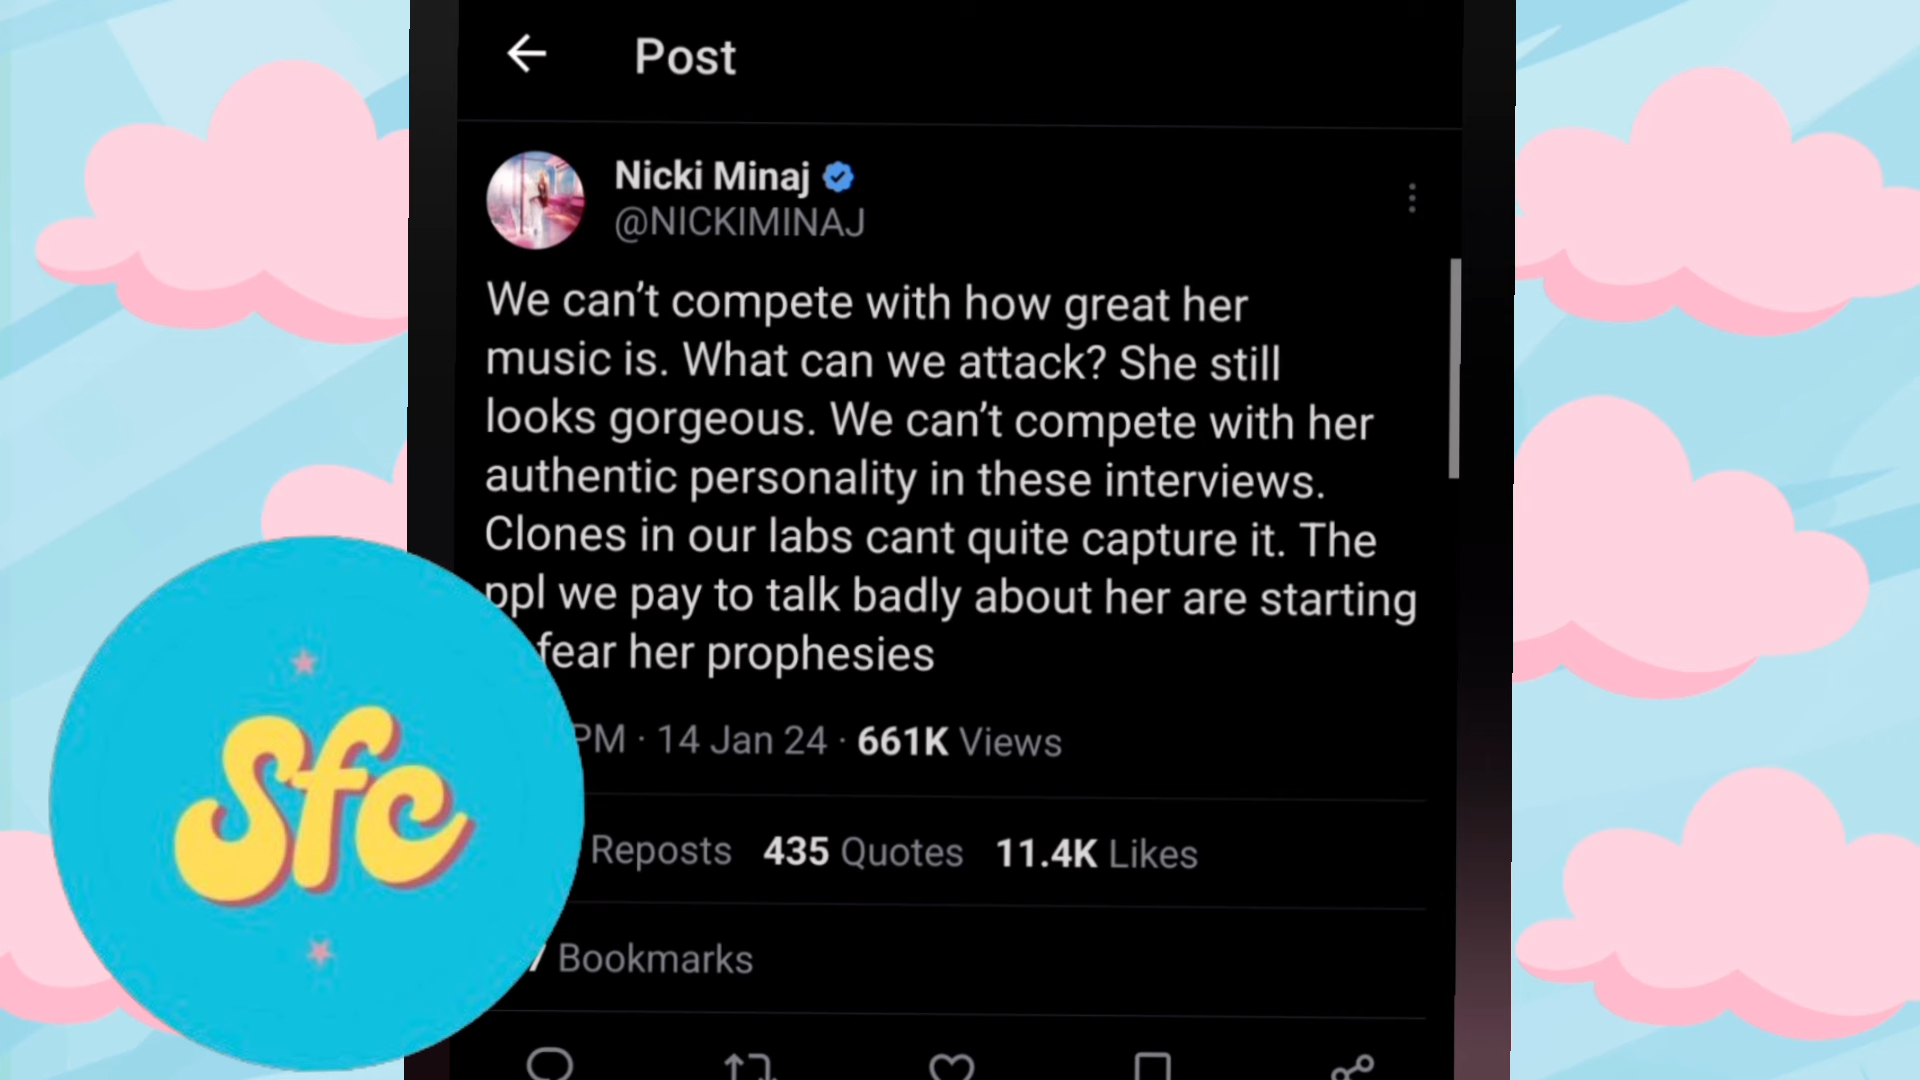 Post
Nicki Minaj
@NICKIMINAJ
We can’t compete with how great her
music is. What can we attack? She still
looks gorgeous. We can’t compete with her
authentic personality in these interviews.
Clones in our labs cant quite capture it. The
ppl we pay to talk badly about her are starting
fear her prophesies
PM · 14 Jan 24 · 661K Views
Reposts 435 Quotes 11.4K Likes
Bookmarks
Sfc